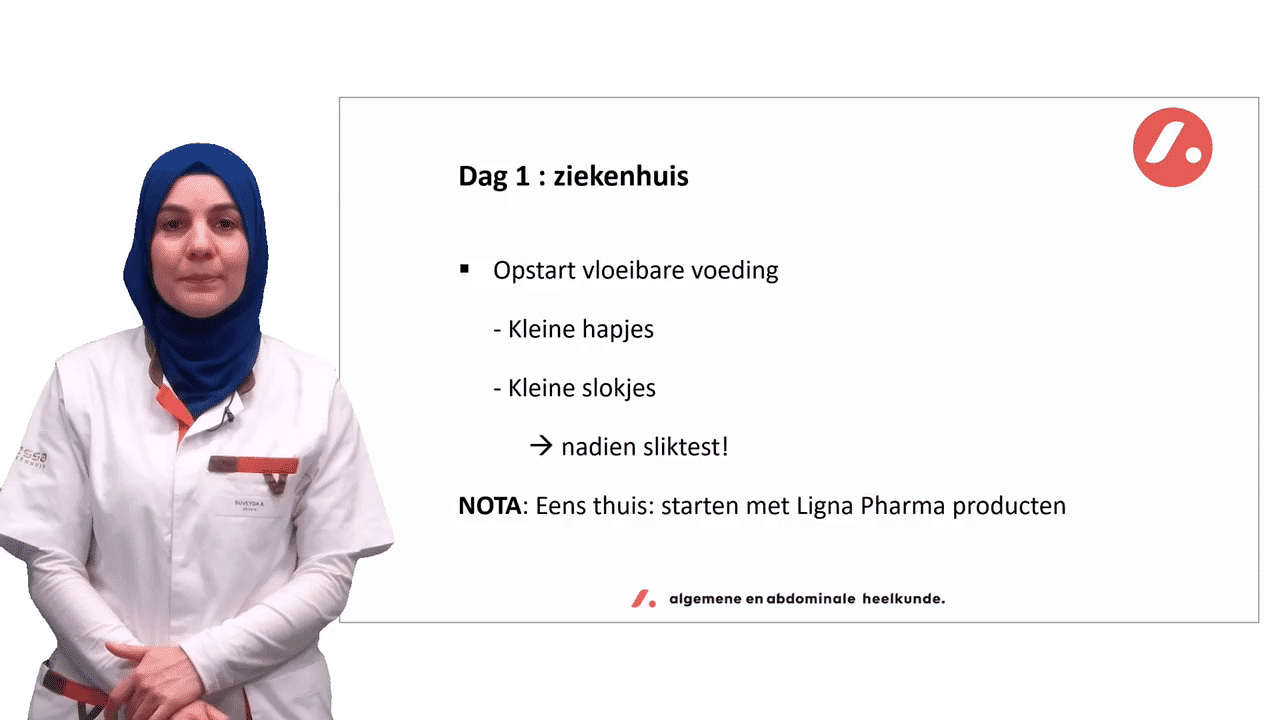 Dag 1 : ziekenhuis
▪ Opstart vloeibare voeding
- Kleine hapjes
- Kleine slokjes
→ nadien sliktest!
NOTA: Eens thuis: starten met Ligna Pharma producten
algemene en abdominale heelkunde.
SUVEYDA A